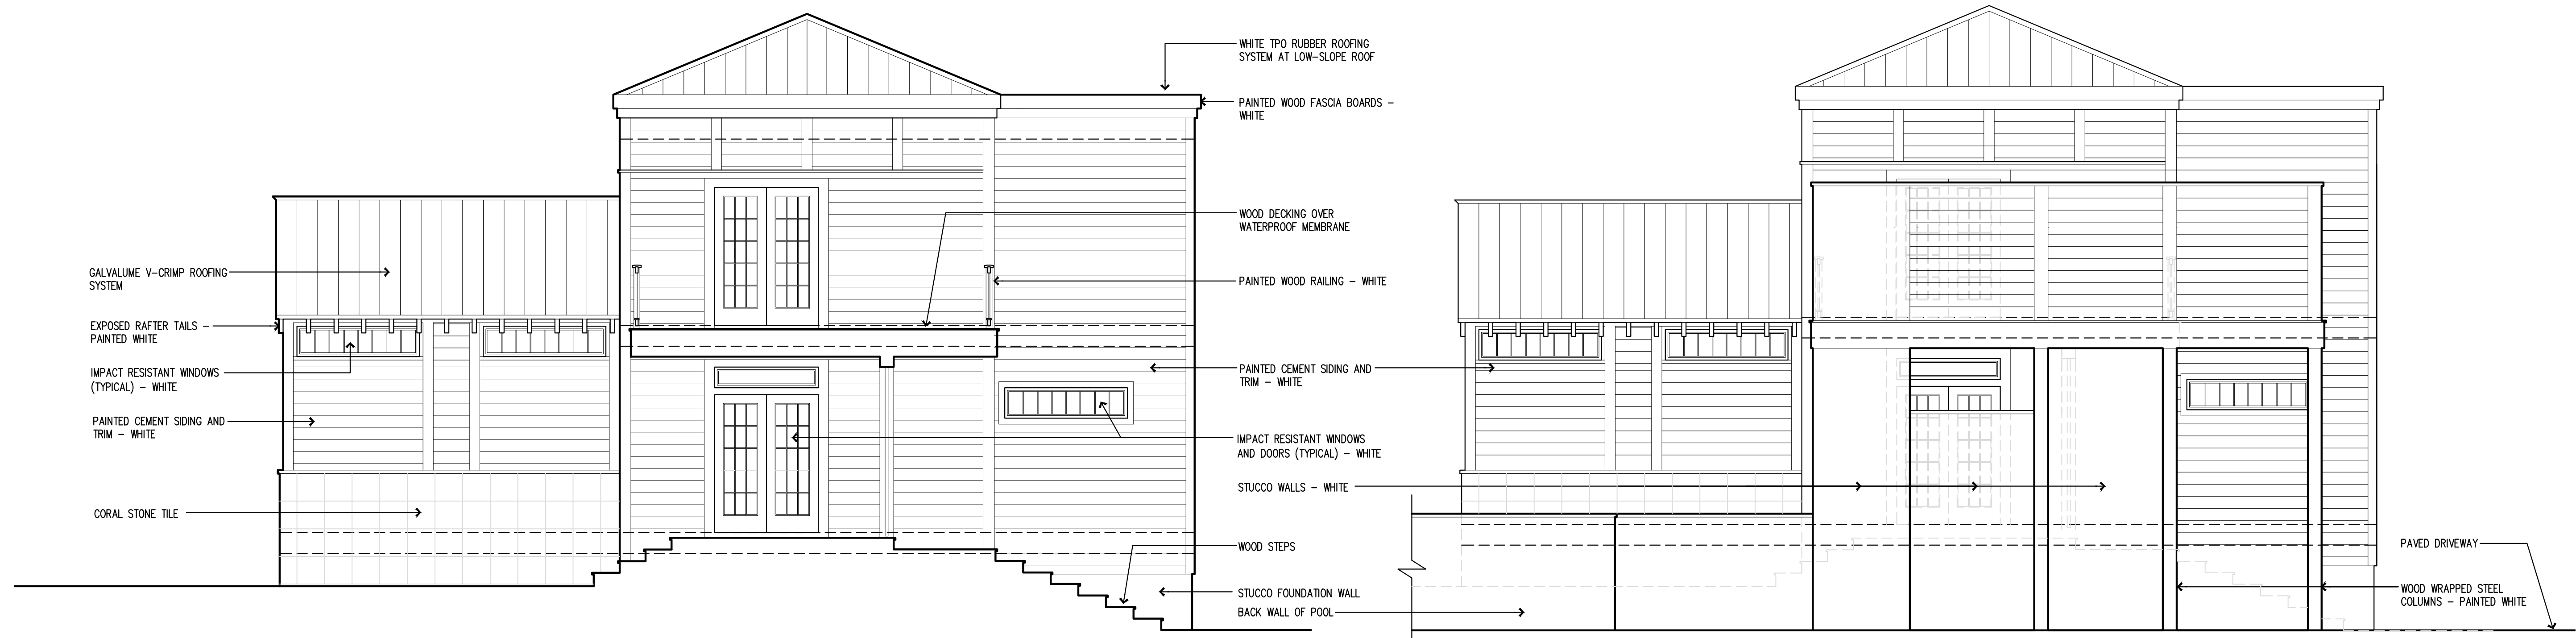 WHITE TPO RUBBER ROOFING
SYSTEM AT LOW-SLOPE ROOF
PAINTED WOOD FASCIA BOARDS -
WHITE
WOOD DECKING OVER
WATERPROOF MEMBRANE
GALVALUME V-CRIMP ROOFING
SYSTEM
PAINTED WOOD RAILING - WHITE
EXPOSED RAFTER TAILS -
PAINTED WHITE
IMPACT RESISTANT WINDOWS
(TYPICAL) - WHITE
PAINTED CEMENT SIDING AND
TRIM - WHITE
PAINTED CEMENT SIDING AND
TRIM - WHITE
IMPACT RESISTANT WINDOWS
AND DOORS (TYPICAL) - WHITE
STUCCO WALLS - WHITE
CORAL STONE TILE
WOOD STEPS
PAVED DRIVEWAY
STUCCO FOUNDATION WALL
BACK WALL OF POOL
WOOD WRAPPED STEEL
COLUMNS - PAINTED WHITE